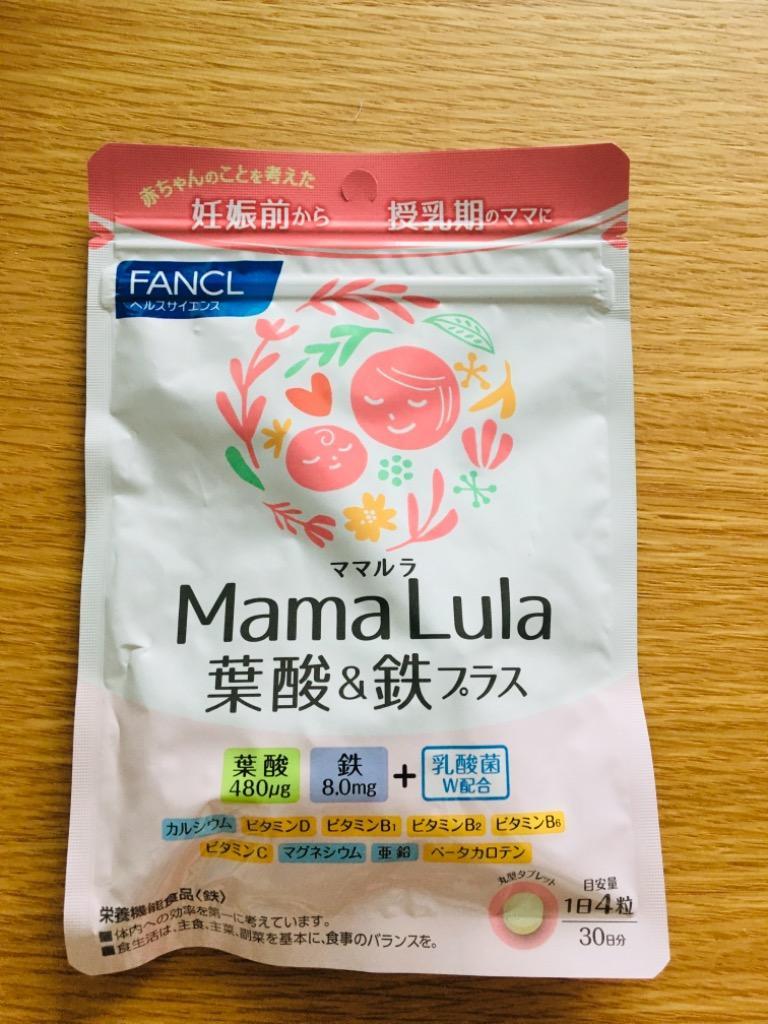 赤ちゃんのことを考えた
妊娠前から 授乳期のママに
FANCL
ヘルスサイエンス
ママルラ
Mama Lula
葉酸&鉄プラス
葉酸 480μg 鉄 8.0mg + 乳酸菌 W配合
カルシウム ビタミンD ビタミンB1 ビタミンB2 ビタミンB6
ビタミンC マグネシウム 亜鉛 ベータカロテン
丸型タブレット
目安量
1日4粒
30日分
栄養機能食品〈鉄〉
■体内への効率を第一に考えています。
■食生活は、主食、主菜、副菜を基本に、食事のバランスを。